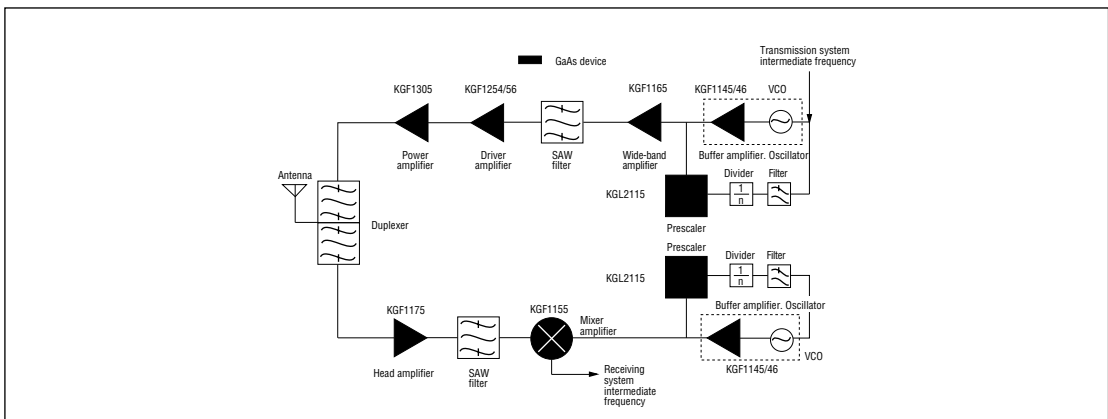 GaAs device
Transmission system
intermediate frequency
KGF1305
KGF1254/56
KGF1165
KGF1145/46
VCO
Power
amplifier
Driver
amplifier
SAW
filter
Wide-band
amplifier
Buffer amplifier. Oscillator
Antenna
Duplexer
KGL2115
Divider
Filter
1
n
Prescaler
Prescaler
KGL2115
Divider
Filter
1
n
Buffer amplifier. Oscillator
KGF1175
KGF1155
Mixer
amplifier
Head amplifier
SAW
filter
Receiving
system
intermediate
frequency
KGF1145/46
VCO